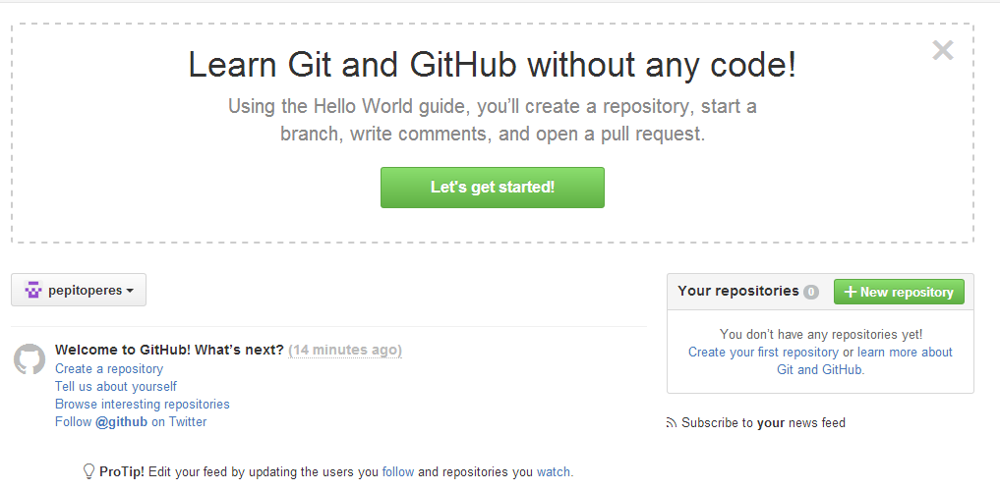 Learn Git and GitHub without any code!
Using the Hello World guide, you’ll create a repository, start a
branch, write comments, and open a pull request.
Let's get started!
pepitoperes
Your repositories 0
New repository
You don’t have any repositories yet!
Create your first repository or learn more about
Git and GitHub.
Welcome to GitHub! What’s next? (14 minutes ago)
Create a repository
Tell us about yourself
Browse interesting repositories
Follow @github on Twitter
Subscribe to your news feed
ProTip! Edit your feed by updating the users you follow and repositories you watch.